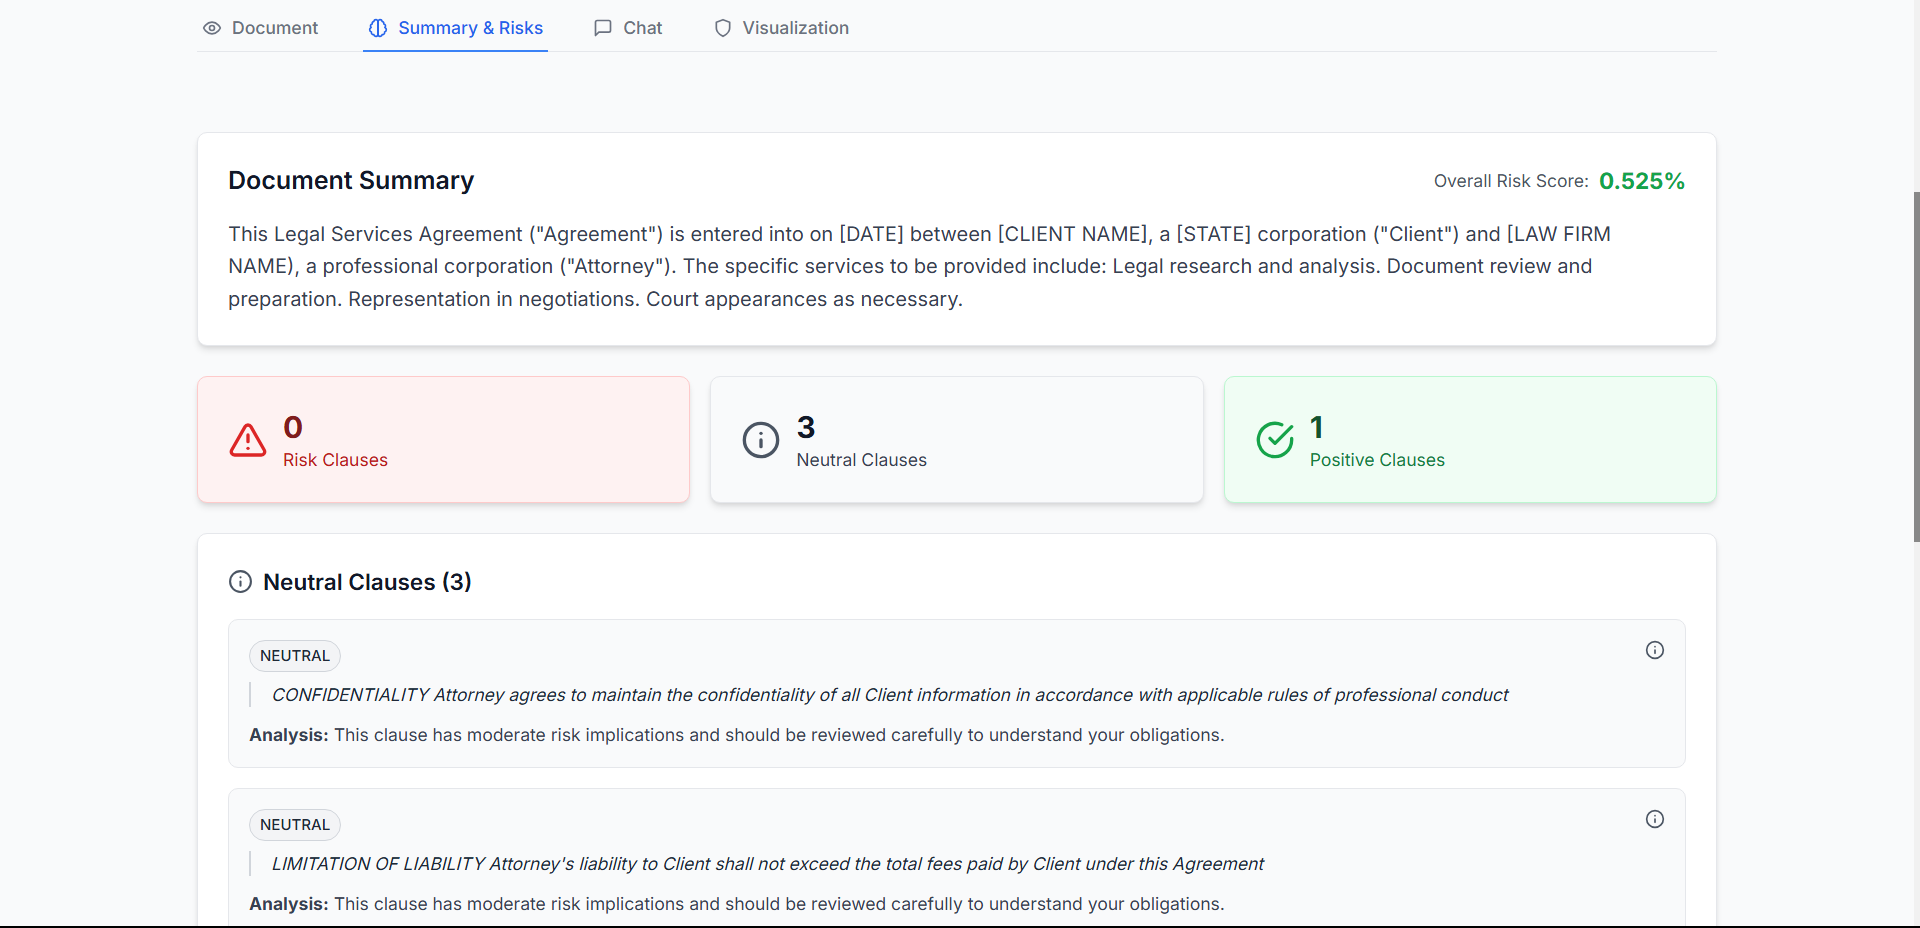 Document
Summary & Risks
Chat
Visualization
Document Summary
Overall Risk Score: 0.525%
This Legal Services Agreement ("Agreement") is entered into on [DATE] between [CLIENT NAME], a [STATE] corporation ("Client") and [LAW FIRM
NAME), a professional corporation ("Attorney"). The specific services to be provided include: Legal research and analysis. Document review and
preparation. Representation in negotiations. Court appearances as necessary.
0
Risk Clauses
3
Neutral Clauses
1
Positive Clauses
Neutral Clauses (3)
NEUTRAL
CONFIDENTIALITY Attorney agrees to maintain the confidentiality of all Client information in accordance with applicable rules of professional conduct
Analysis: This clause has moderate risk implications and should be reviewed carefully to understand your obligations.
NEUTRAL
LIMITATION OF LIABILITY Attorney's liability to Client shall not exceed the total fees paid by Client under this Agreement
Analysis: This clause has moderate risk implications and should be reviewed carefully to understand your obligations.